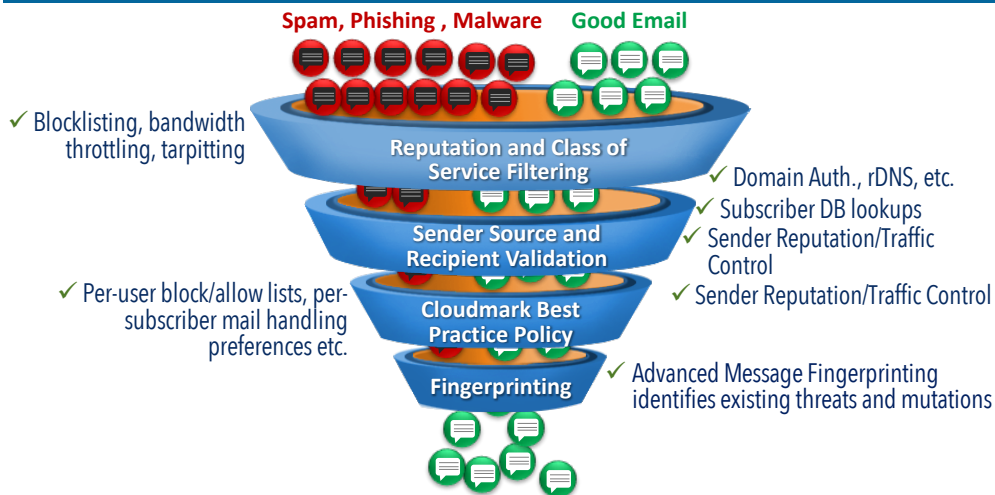 Spam, Phishing , Malware
Good Email
✓ Blocklisting, bandwidth
throttling, tarpitting
Reputation and Class of
Service Filtering
✓ Domain Auth., rDNS, etc.
✓ Subscriber DB lookups
✓ Sender Reputation/Traffic
Control
✓ Sender Reputation/Traffic Control
Sender Source and
Recipient Validation
✓ Per-user block/allow lists, per-
subscriber mail handling
preferences etc.
Cloudmark Best
Practice Policy
Fingerprinting
✓ Advanced Message Fingerprinting
identifies existing threats and mutations